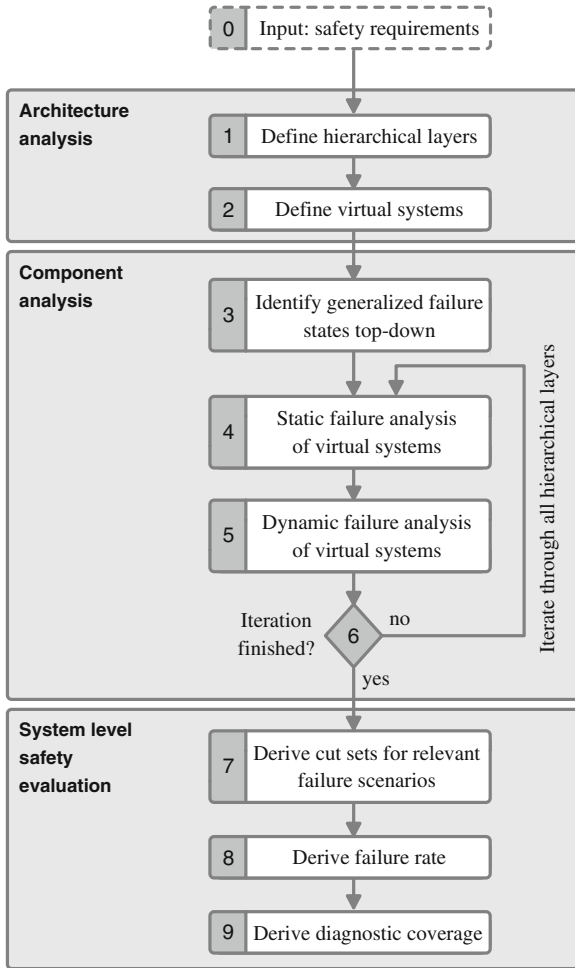 0 Input: safety requirements
Architecture
analysis
1 Define hierarchical layers
2 Define virtual systems
Component
analysis
3 Identify generalized failure
states top-down
4 Static failure analysis
of virtual systems
5 Dynamic failure analysis
of virtual systems
Iterate through all hierarchical layers
Iteration
finished?
6
no
yes
System level
safety
evaluation
7 Derive cut sets for relevant
failure scenarios
8 Derive failure rate
9 Derive diagnostic coverage